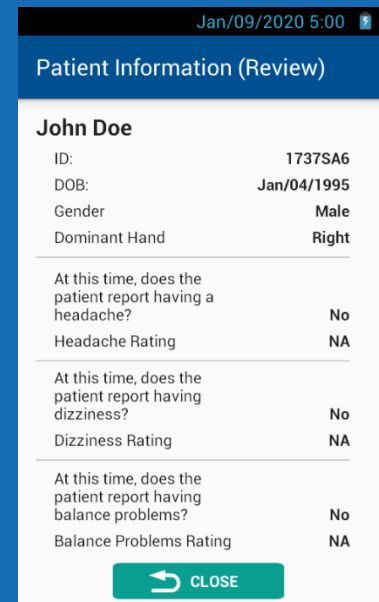 Jan/09/2020 5:00
Patient Information (Review)
John Doe
ID: 1737SA6
DOB: Jan/04/1995
Gender Male
Dominant Hand Right
At this time, does the
patient report having a
headache? No
Headache Rating NA
At this time, does the
patient report having
dizziness? No
Dizziness Rating NA
At this time, does the
patient report having
balance problems? No
Balance Problems Rating NA
CLOSE